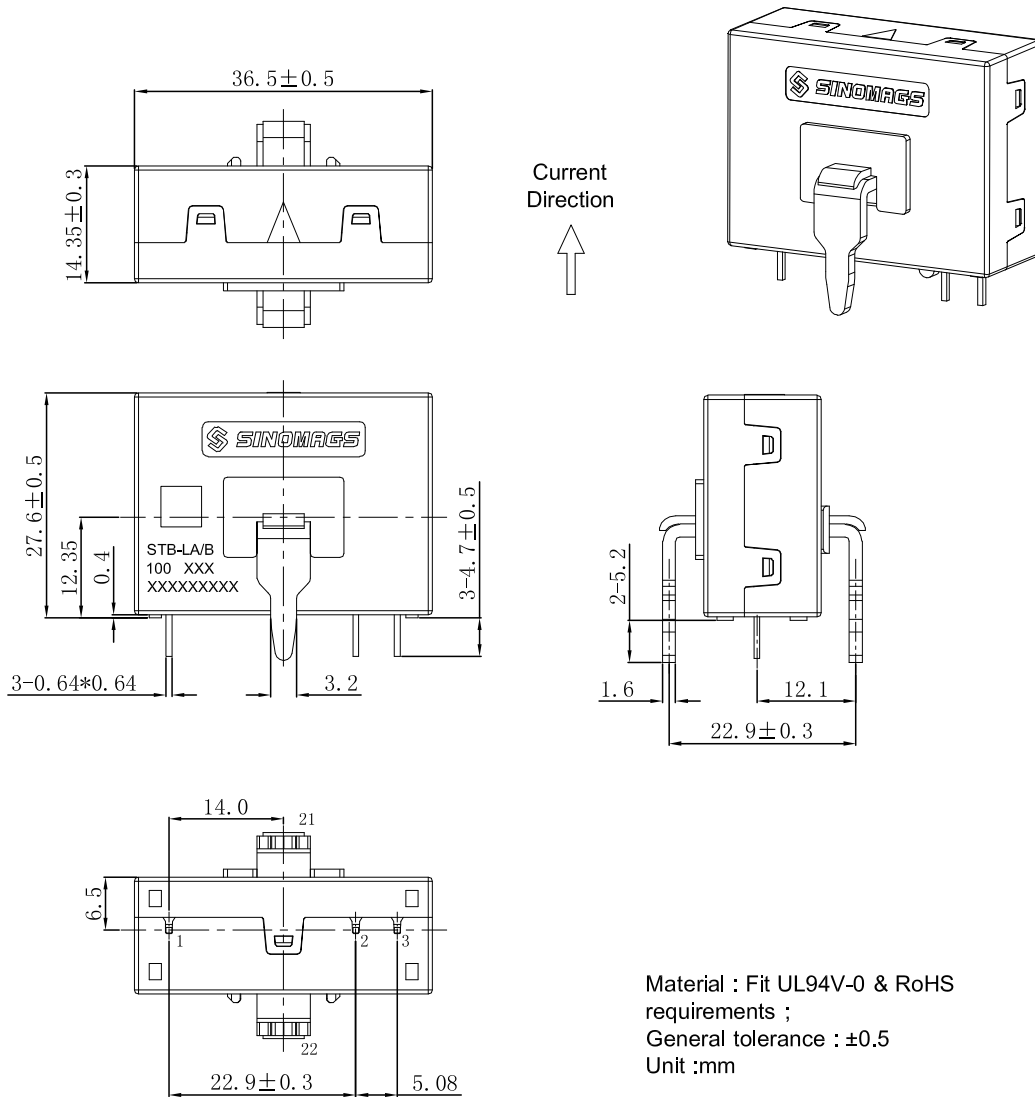 36.5±0.5
14.35±0.3
Current
Direction
SINOMAGS
27.6±0.5
12.35
0.4
SINOMAGS
STB-LA/B
100 XXX
XXXXXXXXX
3-4.7±0.5
3-0.64*0.64
3.2
2-5.2
1.6
12.1
22.9±0.3
14.0
21
6.5
1
2
3
22
22.9±0.3
5.08
Material : Fit UL94V-0 & RoHS
requirements ;
General tolerance : ±0.5
Unit :mm